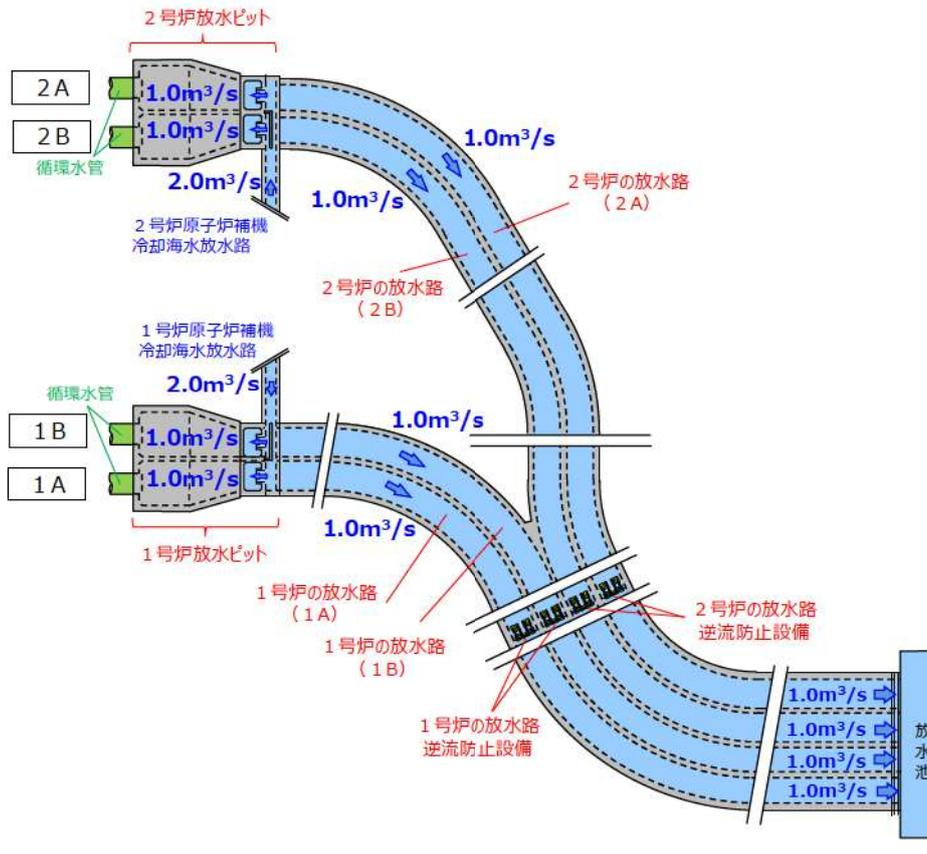 ２号炉放水ピット
２Ａ
1.0m³/s
２Ｂ
1.0m³/s
循環水管
2.0m³/s
２号炉原子炉補機
冷却海水放水路
1.0m³/s
1.0m³/s
２号炉の放水路
（２Ａ）
２号炉の放水路
（２Ｂ）
１号炉原子炉補機
冷却海水放水路
2.0m³/s
循環水管
１Ｂ
1.0m³/s
１Ａ
1.0m³/s
１号炉放水ピット
1.0m³/s
1.0m³/s
１号炉の放水路
（１Ａ）
１号炉の放水路
（１Ｂ）
２号炉の放水路
逆流防止設備
１号炉の放水路
逆流防止設備
1.0m³/s
1.0m³/s
1.0m³/s
1.0m³/s
放
水
池